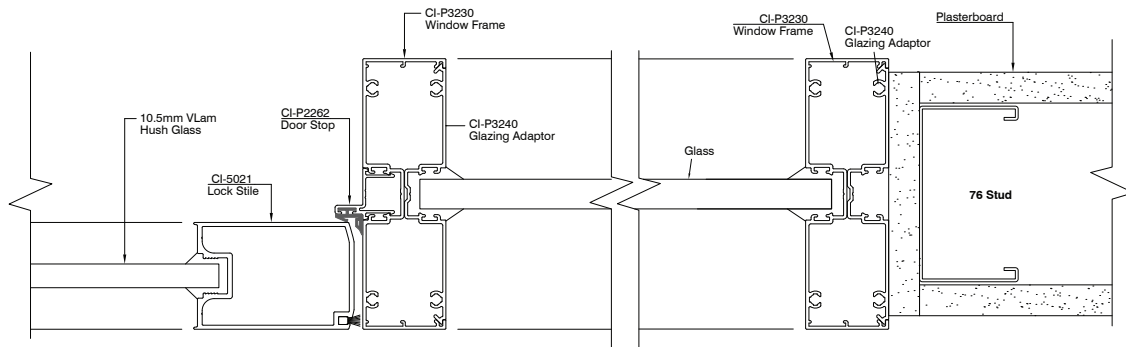 CI-P3230
Window Frame
CI-P3230
Window Frame
CI-P3240
Glazing Adaptor
Plasterboard
10.5mm VLam
Hush Glass
CI-P2262
Door Stop
CI-P3240
Glazing Adaptor
Glass
CI-5021
Lock Stile
76 Stud